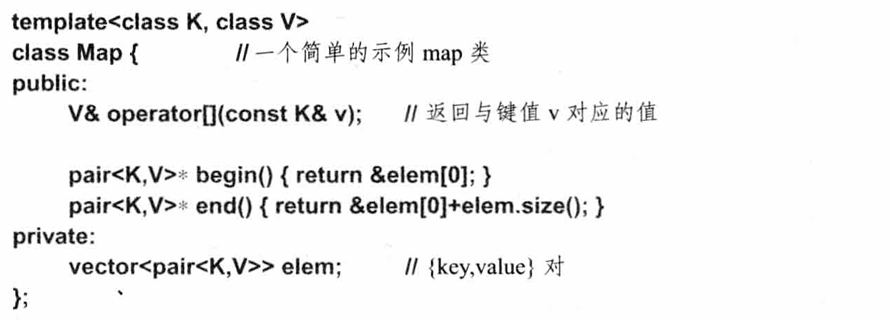 template<class K, class V>
class Map { // 一个简单的示例 map 类
public:
V& operator[](const K& v); // 返回与键值 v 对应的值
pair<K,V>* begin() { return &elem[0]; }
pair<K,V>* end() { return &elem[0]+elem.size(); }
private:
vector<pair<K,V>> elem; // {key,value} 对
};